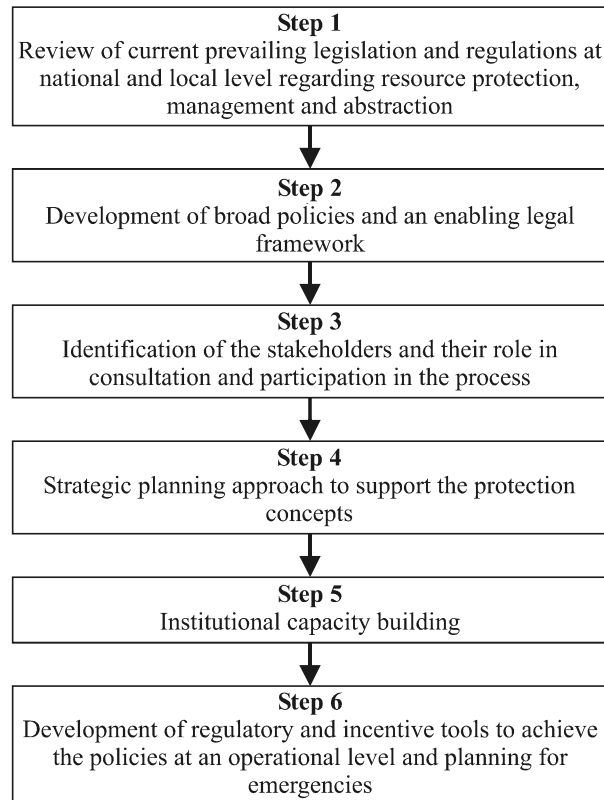 Step 1
Review of current prevailing legislation and regulations at
national and local level regarding resource protection,
management and abstraction
Step 2
Development of broad policies and an enabling legal
framework
Step 3
Identification of the stakeholders and their role in
consultation and participation in the process
Step 4
Strategic planning approach to support the protection
concepts
Step 5
Institutional capacity building
Step 6
Development of regulatory and incentive tools to achieve
the policies at an operational level and planning for
emergencies